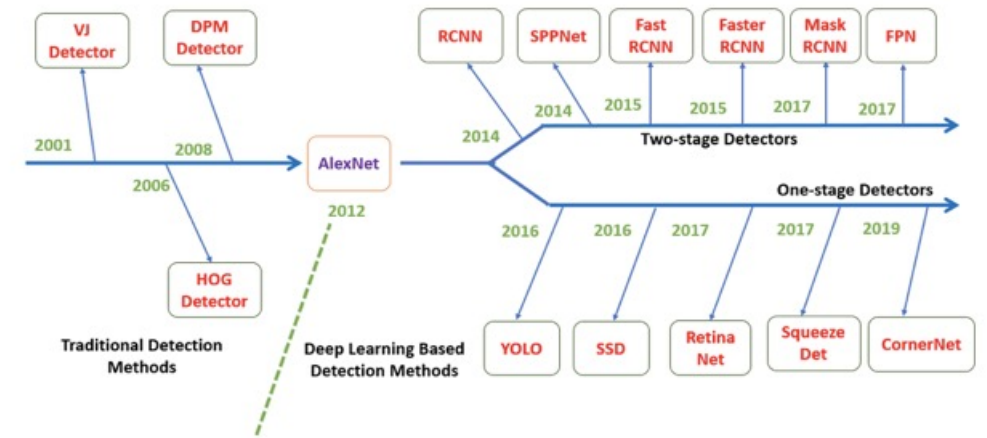 VJ
Detector
DPM
Detector
2001
2008
2006
HOG
Detector
Traditional Detection
Methods
AlexNet
2012
Deep Learning Based
Detection Methods
RCNN
SPPNet
Fast
RCNN
Faster
RCNN
Mask
RCNN
FPN
2014
2014
2015
2015
2017
2017
Two-stage Detectors
One-stage Detectors
2016
2016
2017
2017
2019
YOLO
SSD
Retina
Net
Squeeze
Det
CornerNet